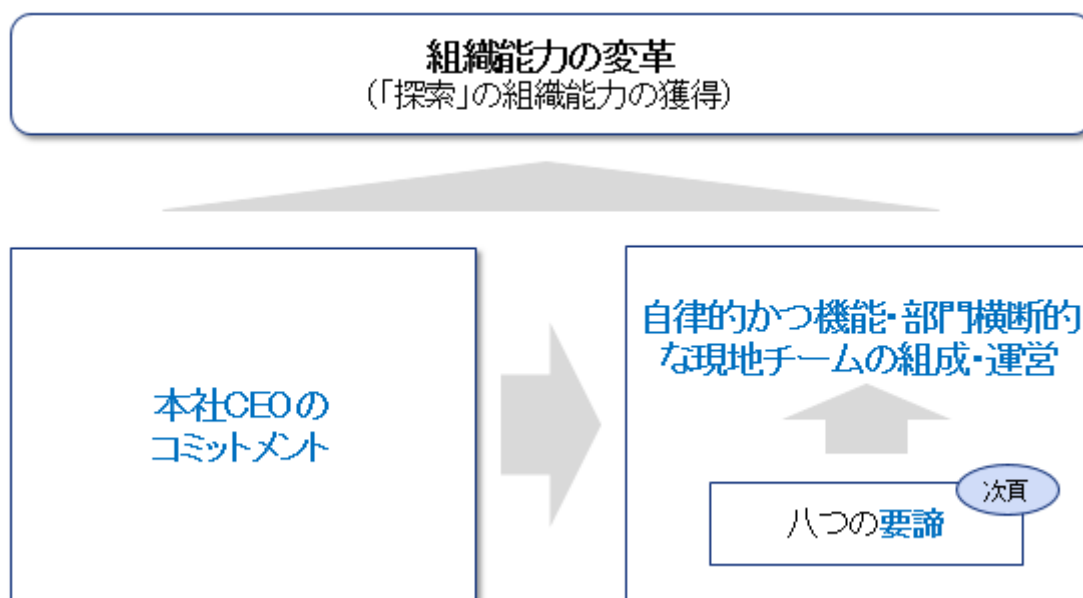 組織能力の変革
(「探索」の組織能力の獲得)
本社CEOの
コミットメント
自律的かつ機能・部門横断的
な現地チームの組成・運営
次頁
八つの要諦